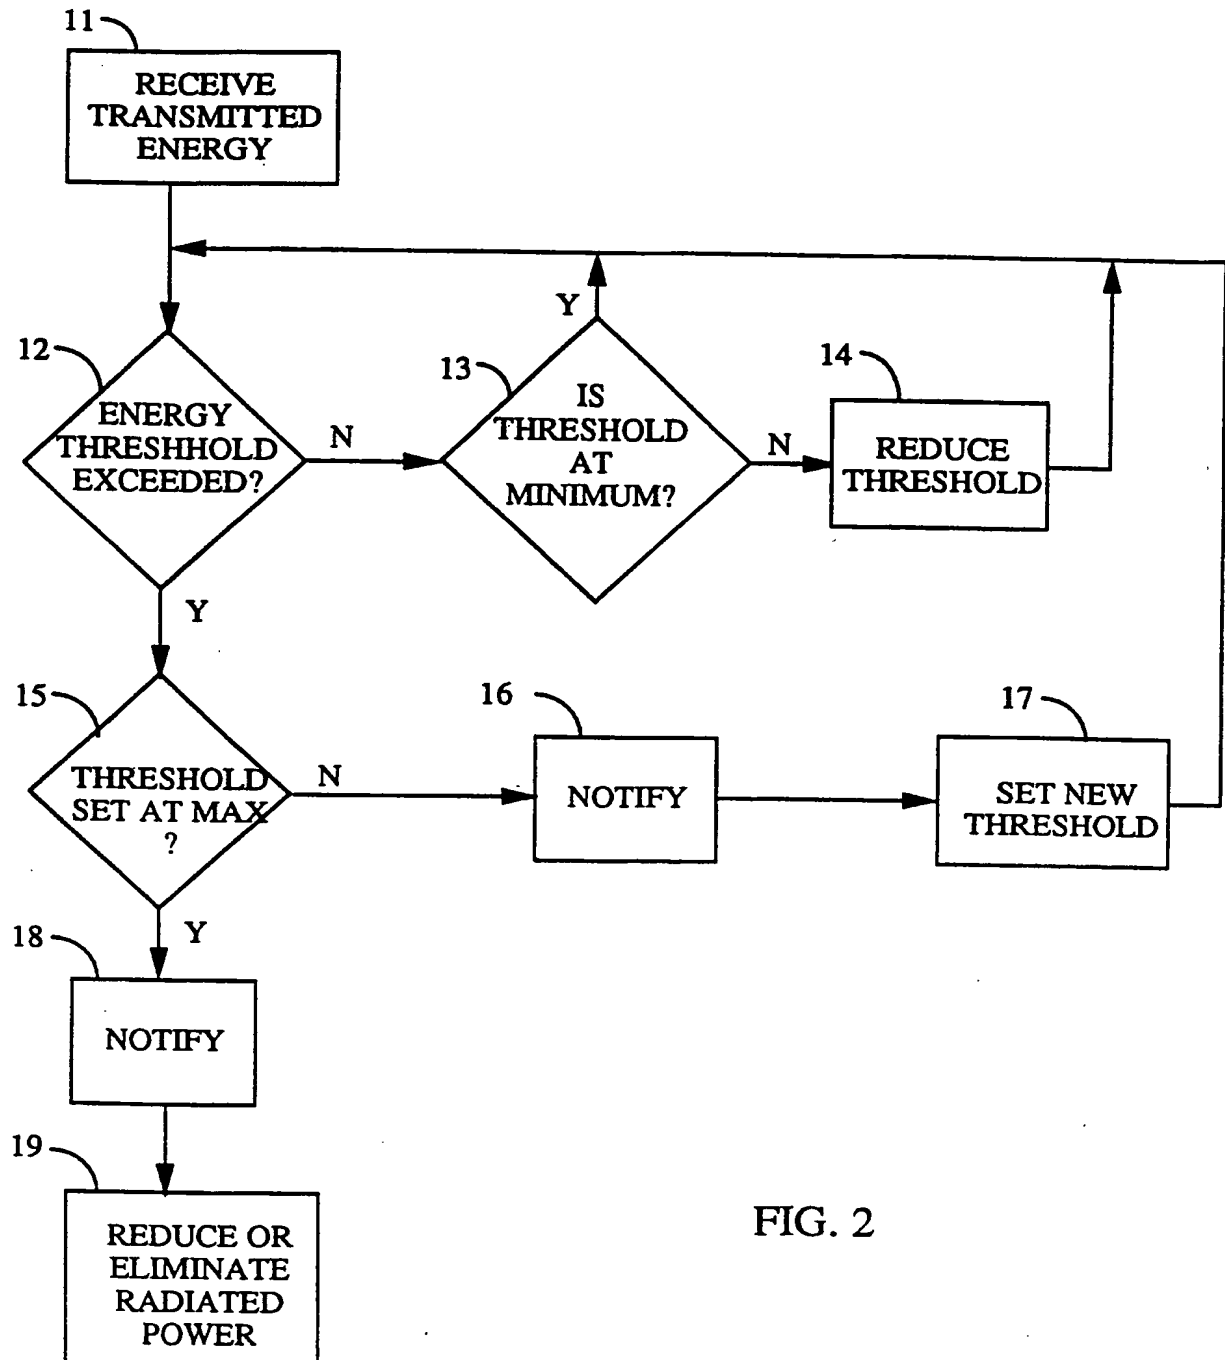 11
RECEIVE
TRANSMITTED
ENERGY
12
ENERGY
THRESHHOLD
EXCEEDED?
N
Y
13
IS
THRESHOLD
AT
MINIMUM?
Y
N
14
REDUCE
THRESHOLD
15
THRESHOLD
SET AT MAX
?
N
Y
16
NOTIFY
17
SET NEW
THRESHOLD
18
NOTIFY
19
REDUCE OR
ELIMINATE
RADIATED
POWER
FIG. 2